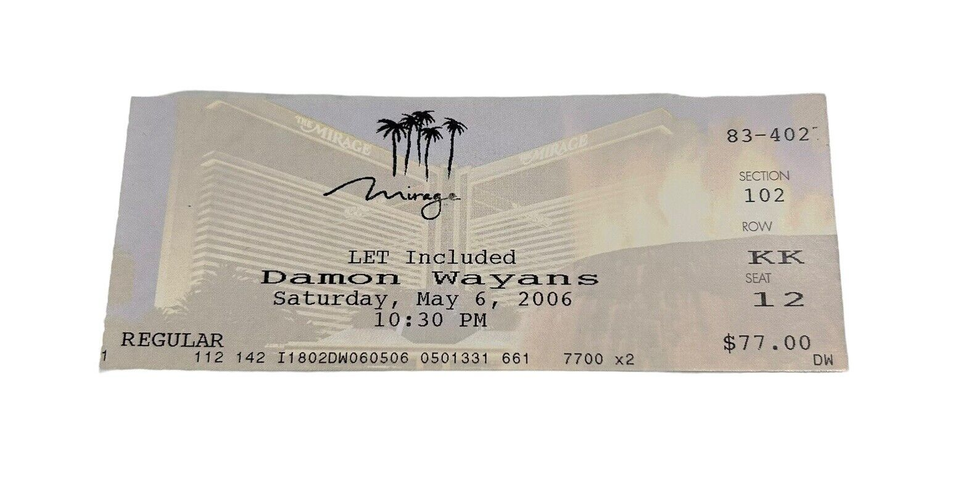 THE MIRAGE
THE MIRAGE
Mirage
LET Included
Damon Wayans
Saturday, May 6, 2006
10:30 PM
REGULAR
1 112 142 I1802DW060506 0501331 661 7700 x2
83-402
SECTION
102
ROW
KK
SEAT
12
$77.00
DW